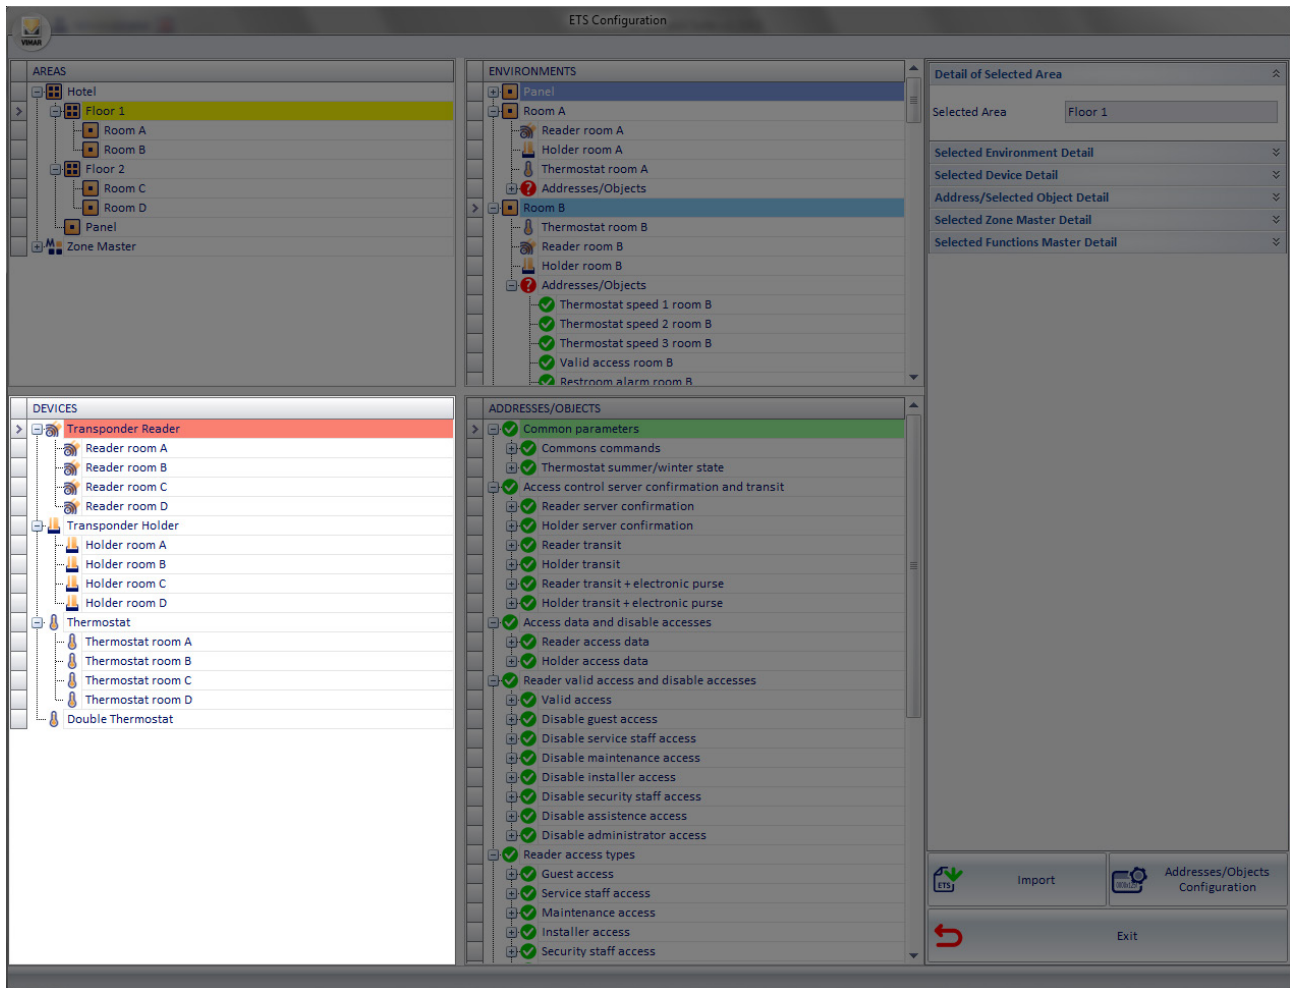 ETS Configuration
VIMAR
AREAS
Hotel
Floor 1
Room A
Room B
Floor 2
Room C
Room D
Panel
Zone Master
ENVIRONMENTS
Panel
Room A
Reader room A
Holder room A
Thermostat room A
Addresses/Objects
Room B
Thermostat room B
Reader room B
Holder room B
Addresses/Objects
Thermostat speed 1 room B
Thermostat speed 2 room B
Thermostat speed 3 room B
Valid access room B
Restroom alarm room B
Detail of Selected Area
Selected Area Floor 1
Selected Environment Detail
Selected Device Detail
Address/Selected Object Detail
Selected Zone Master Detail
Selected Functions Master Detail
DEVICES
Transponder Reader
Reader room A
Reader room B
Reader room C
Reader room D
Transponder Holder
Holder room A
Holder room B
Holder room C
Holder room D
Thermostat
Thermostat room A
Thermostat room B
Thermostat room C
Thermostat room D
Double Thermostat
ADDRESSES/OBJECTS
Common parameters
Commons commands
Thermostat summer/winter state
Access control server confirmation and transit
Reader server confirmation
Holder server confirmation
Reader transit
Holder transit
Reader transit + electronic purse
Holder transit + electronic purse
Access data and disable accesses
Reader access data
Holder access data
Reader valid access and disable accesses
Valid access
Disable guest access
Disable service staff access
Disable maintenance access
Disable installer access
Disable security staff access
Disable assistence access
Disable administrator access
Reader access types
Guest access
Service staff access
Maintenance access
Installer access
Security staff access
ETS
Import
Addresses/Objects
Configuration
Exit